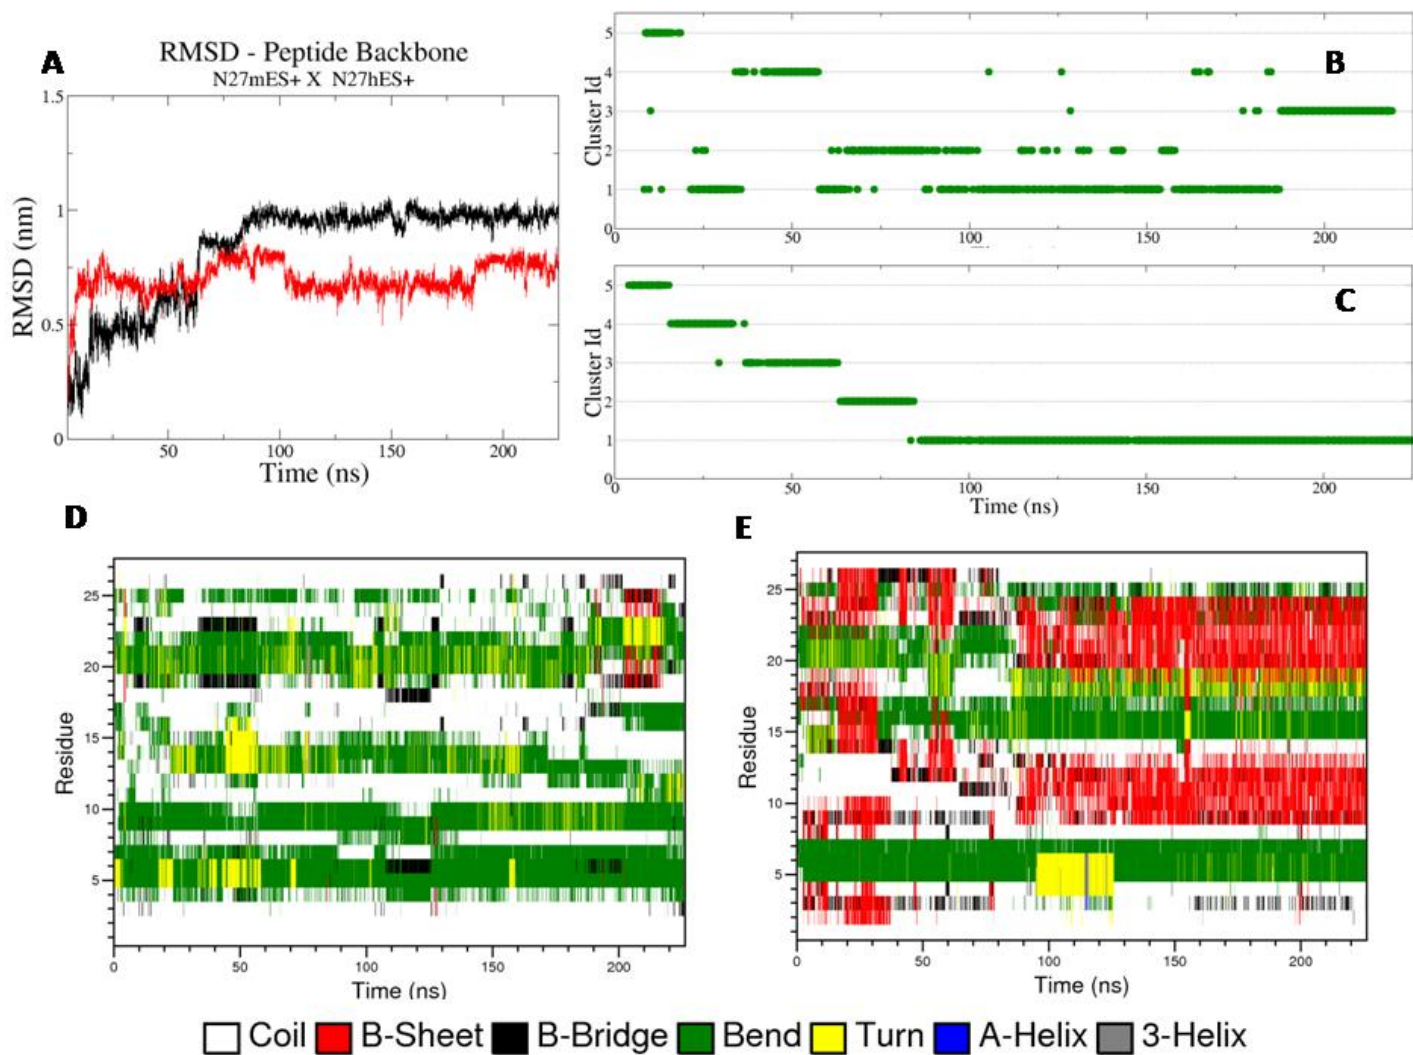 A
RMSD - Peptide Backbone
N27mES+ X N27hES+
1.5
1
0.5
0
RMSD (nm)
50
100
150
200
Time (ns)
B
5
4
3
2
1
0
Cluster Id
0
50
100
150
200
C
5
4
3
2
1
0
Cluster Id
0
50
100
150
200
Time (ns)
D
25
20
15
10
5
Residue
0
50
100
150
200
Time (ns)
E
25
20
15
10
5
Residue
0
50
100
150
200
Time (ns)
Coil B-Sheet B-Bridge Bend Turn A-Helix 3-Helix